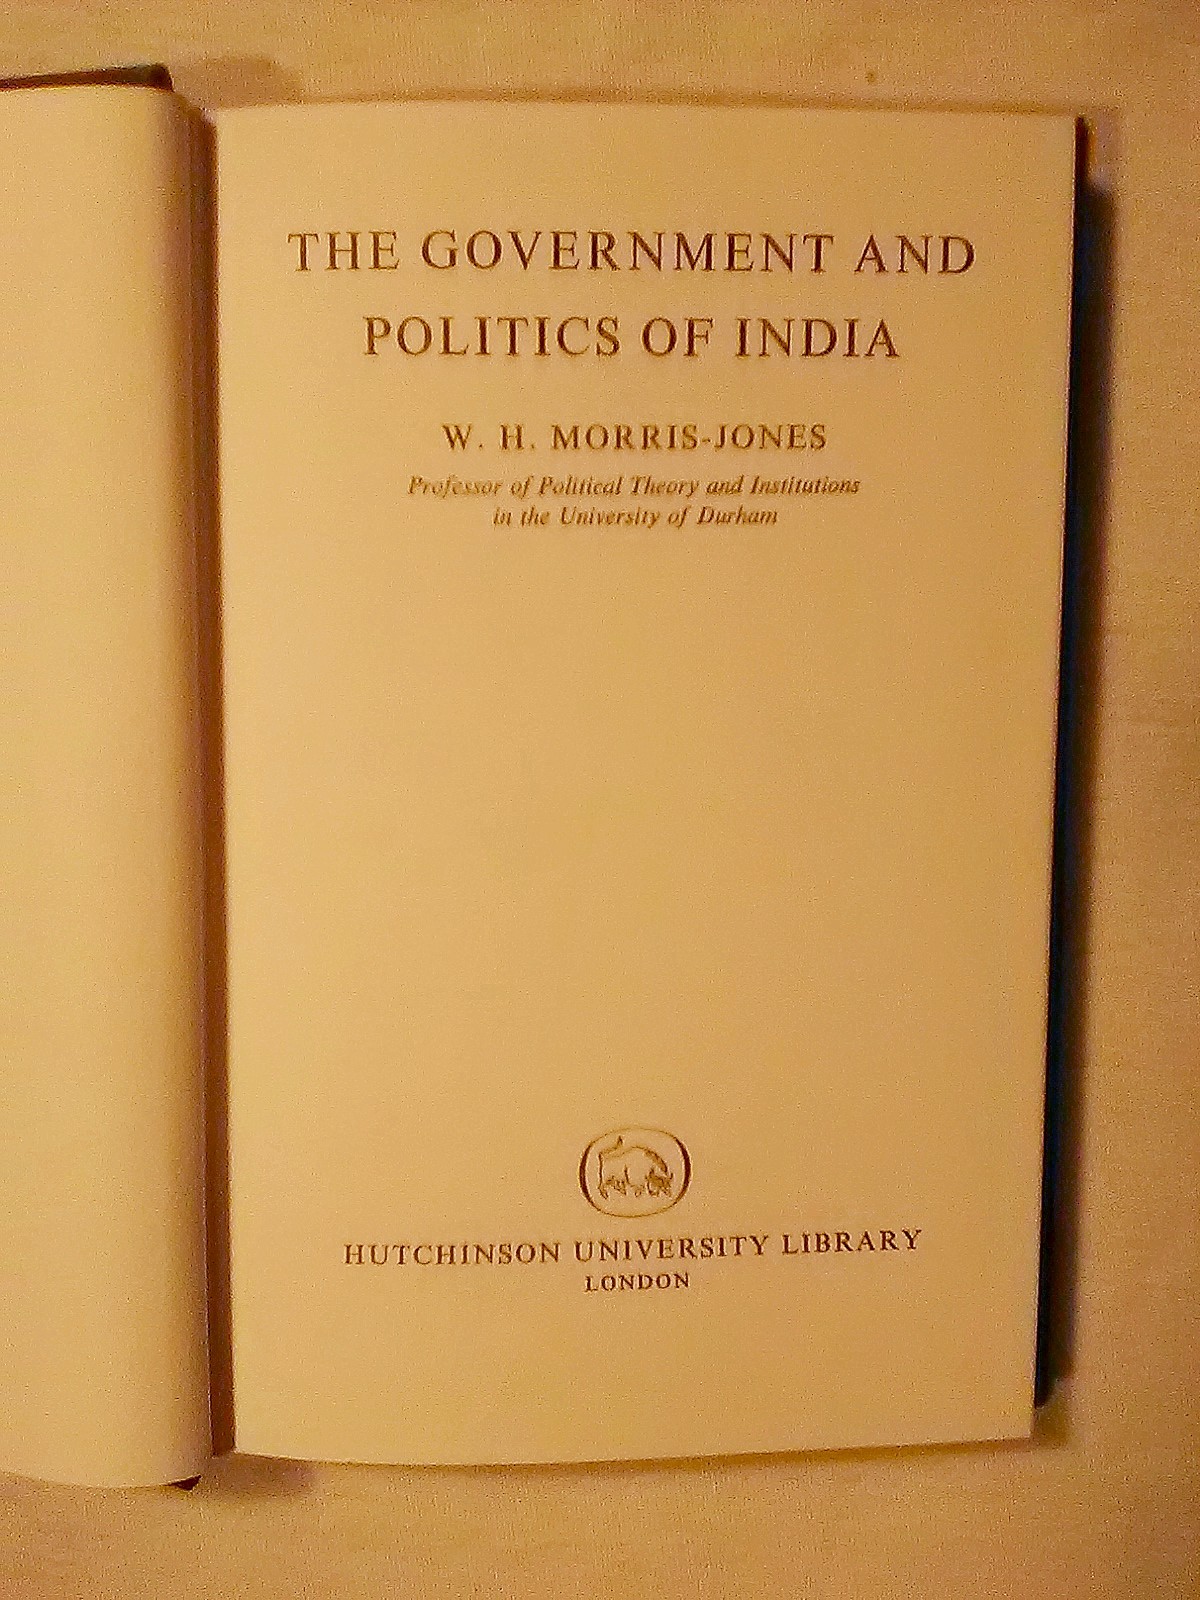 THE GOVERNMENT AND
POLITICS OF INDIA
W. H. MORRIS-JONES
Professor of Political Theory and Institutions
in the University of Durham
HUTCHINSON UNIVERSITY LIBRARY
LONDON